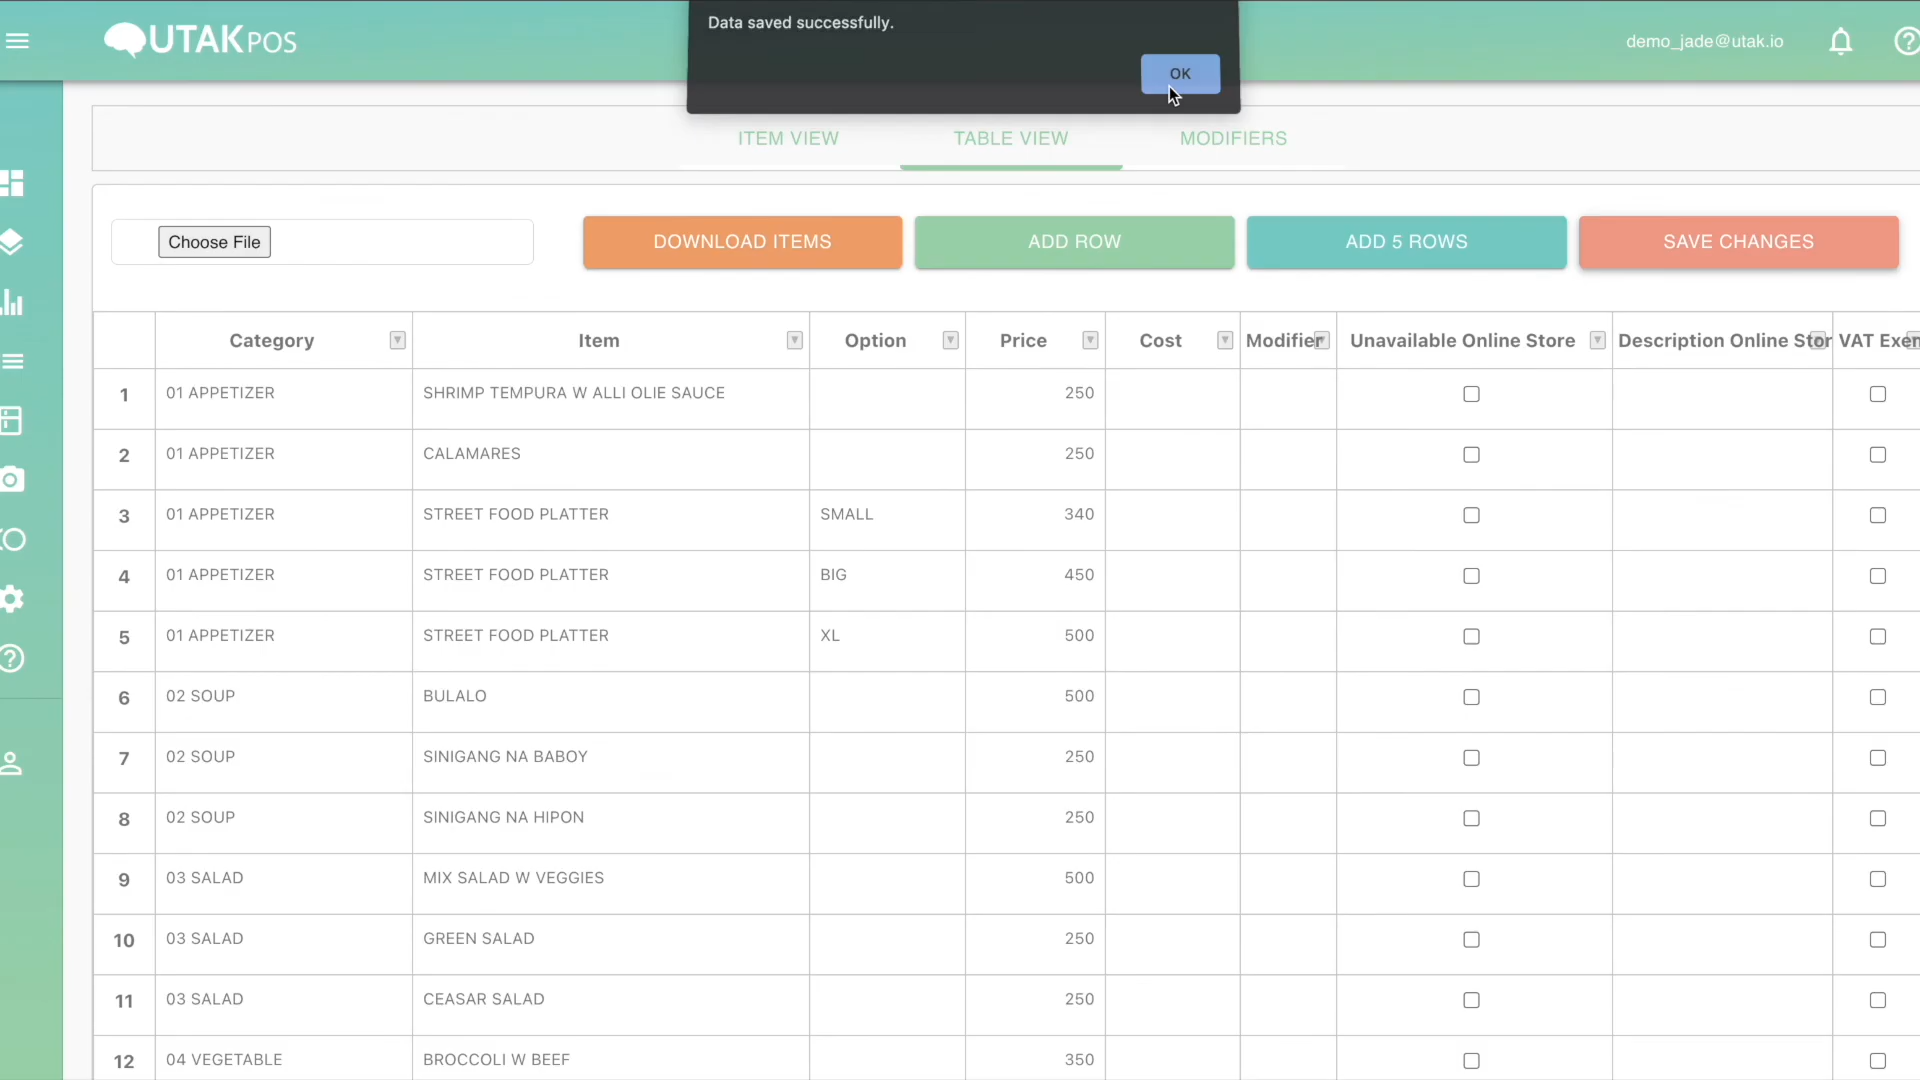 Data saved successfully.
OK
UTAKPOS
demo_jade@utak.io
ITEM VIEW TABLE VIEW MODIFIERS
Choose File DOWNLOAD ITEMS ADD ROW ADD 5 ROWS SAVE CHANGES
Category Item Option Price Cost Modifier Unavailable Online Store Description Online Stor VAT Exem
1 01 APPETIZER SHRIMP TEMPURA W ALLI OLIE SAUCE 250
2 01 APPETIZER CALAMARES 250
3 01 APPETIZER STREET FOOD PLATTER SMALL 340
4 01 APPETIZER STREET FOOD PLATTER BIG 450
5 01 APPETIZER STREET FOOD PLATTER XL 500
6 02 SOUP BULALO 500
7 02 SOUP SINIGANG NA BABOY 250
8 02 SOUP SINIGANG NA HIPON 250
9 03 SALAD MIX SALAD W VEGGIES 500
10 03 SALAD GREEN SALAD 250
11 03 SALAD CEASAR SALAD 250
12 04 VEGETABLE BROCCOLI W BEEF 350